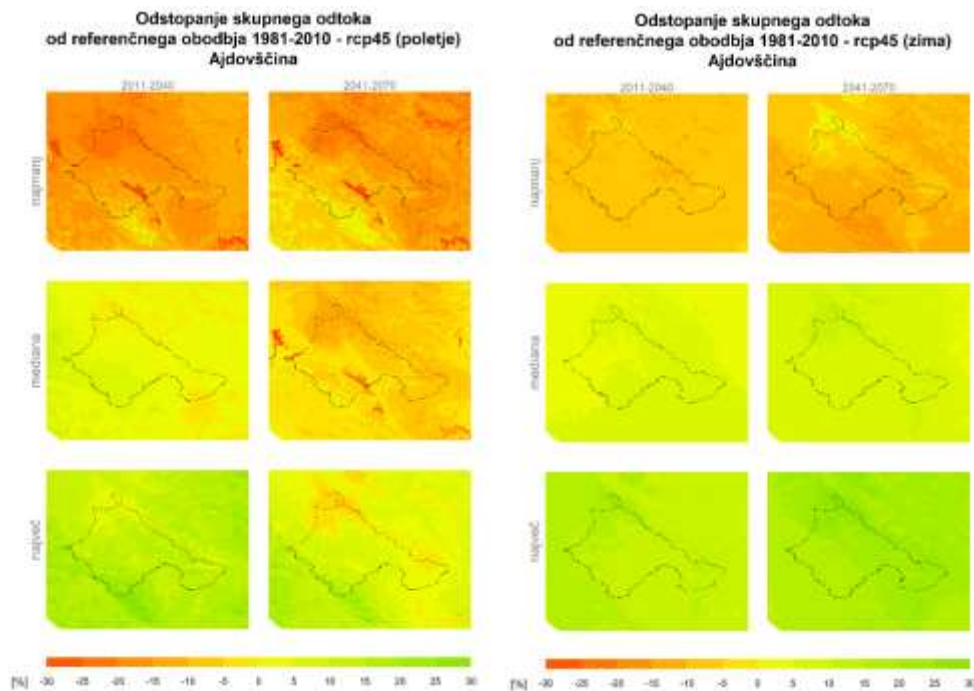 Odstopanje skupnega odtoka
od referenčnega obodbja 1981-2010 - rcp45 (poletje)
Ajdovščina
2011-2040 2041-2070
najmanj
mediana
največ
[%] -30 -25 -20 -15 -10 -5 0 5 10 15 20 25 30
Odstopanje skupnega odtoka
od referenčnega obodbja 1981-2010 - rcp45 (zima)
Ajdovščina
2011-2040 2041-2070
najmanj
mediana
največ
[%] -30 -25 -20 -15 -10 -5 0 5 10 15 20 25 30